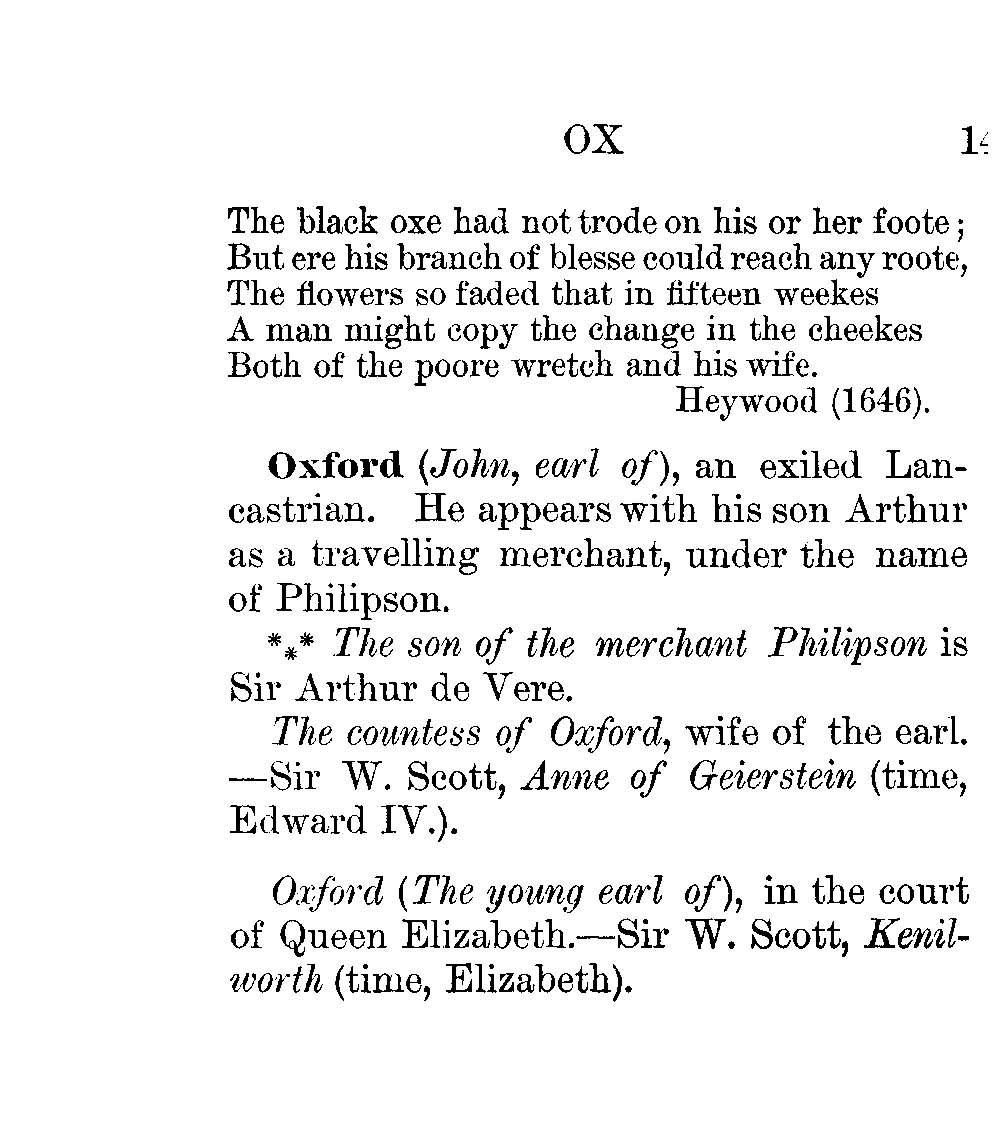 OX
The black oxe had not trode on his or her foote;
But ere his branch of blesse could reach any roote,
The flowers so faded that in fifteen weekes
A man might copy the change in the cheekes
Both of the poore wretch and his wife.
Heywood (1646).
Oxford (John, earl of), an exiled Lan-
castrian. He appears with his son Arthur
as a travelling merchant, under the name
of Philipson.
*⁎* The son of the merchant Philipson is
Sir Arthur de Vere.
The countess of Oxford, wife of the earl.
—Sir W. Scott, Anne of Geierstein (time,
Edward IV.).
Oxford (The young earl of), in the court
of Queen Elizabeth.—Sir W. Scott, Kenil-
worth (time, Elizabeth).